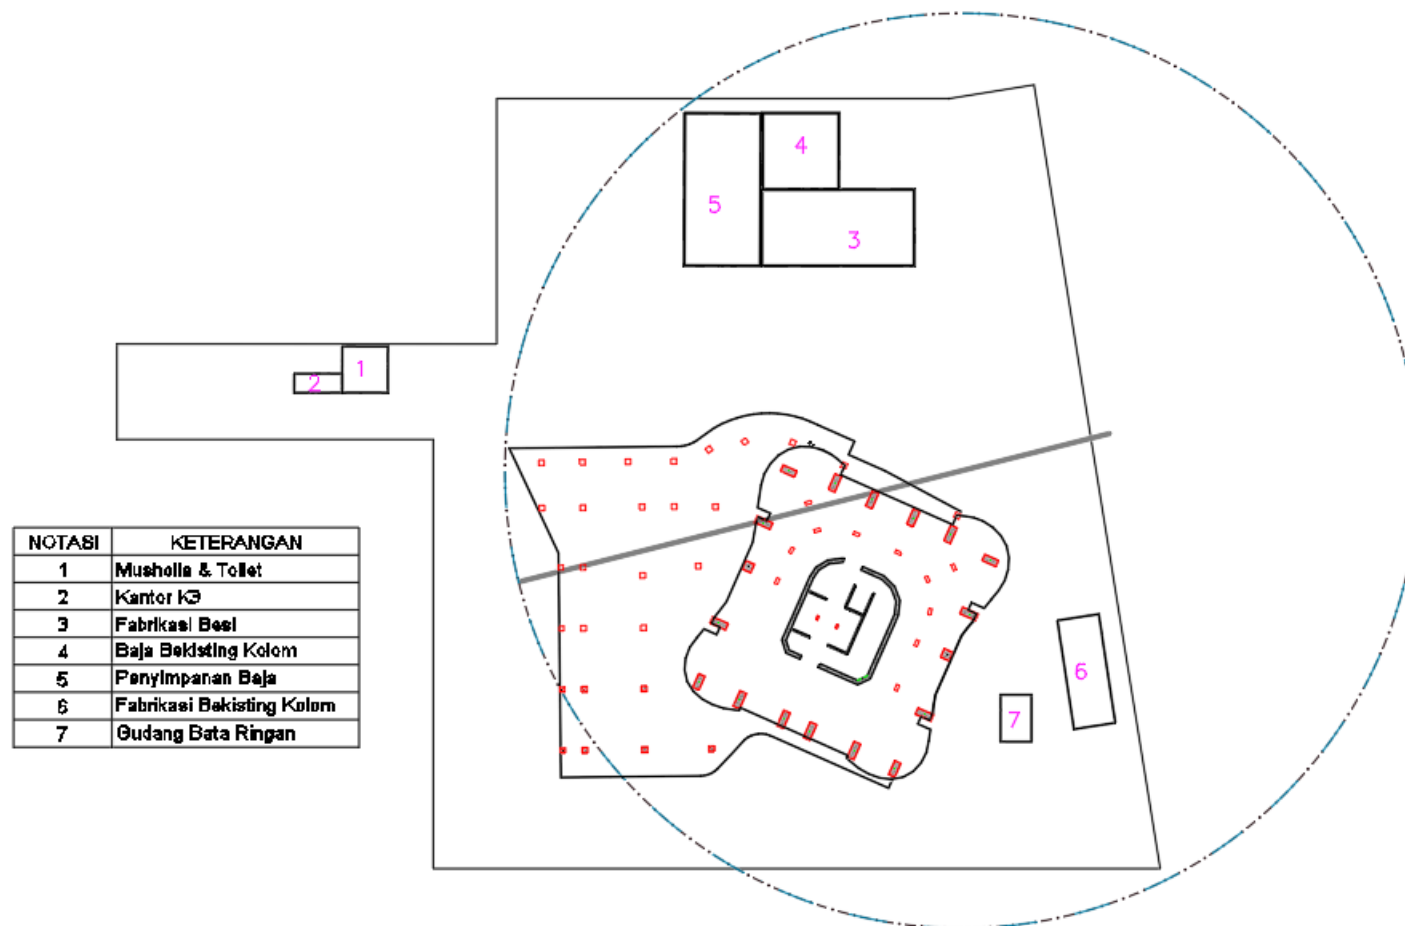 4
5
3
1
2
NOTASI KETERANGAN
1 Musholla & Toilet
2 Kantor K3
3 Fabrikasi Besi
4 Baja Bekisting Kolom
5 Penyimpanan Baja
6 Fabrikasi Bekisting Kolom
7 Gudang Bata Ringan
6
7